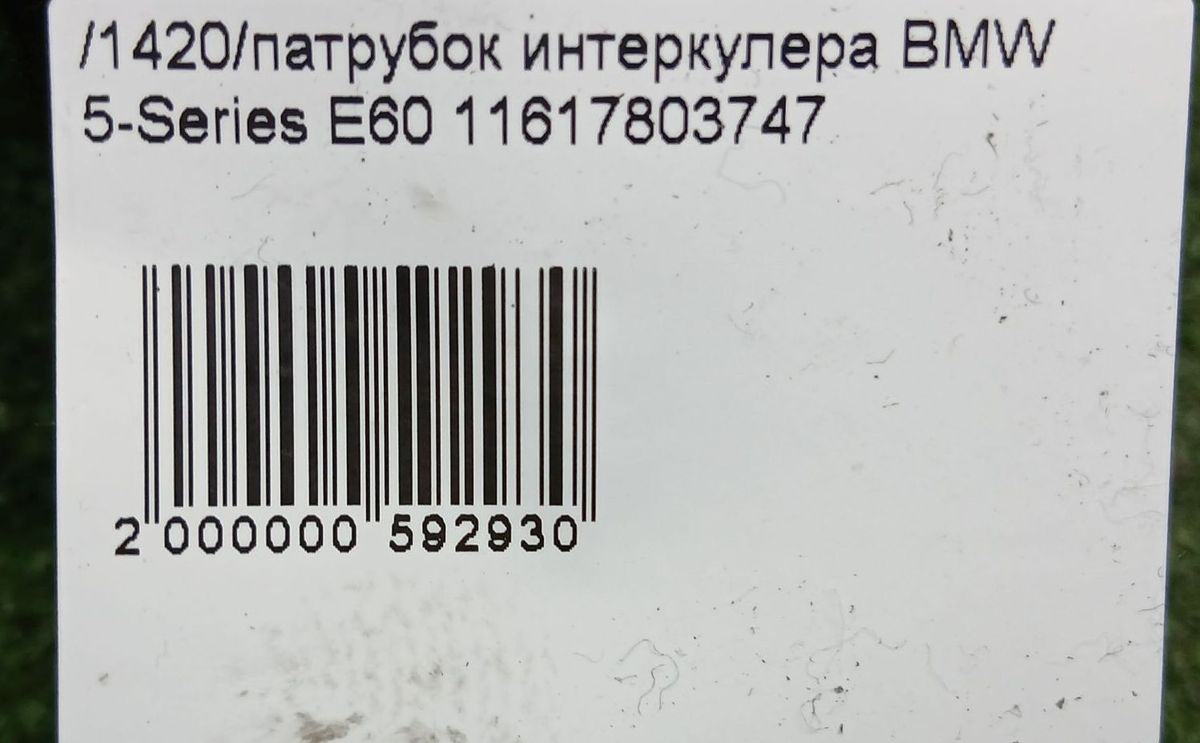 /1420/патрубок интеркулера BMW
5-Series E60 11617803747
2 000000 592930